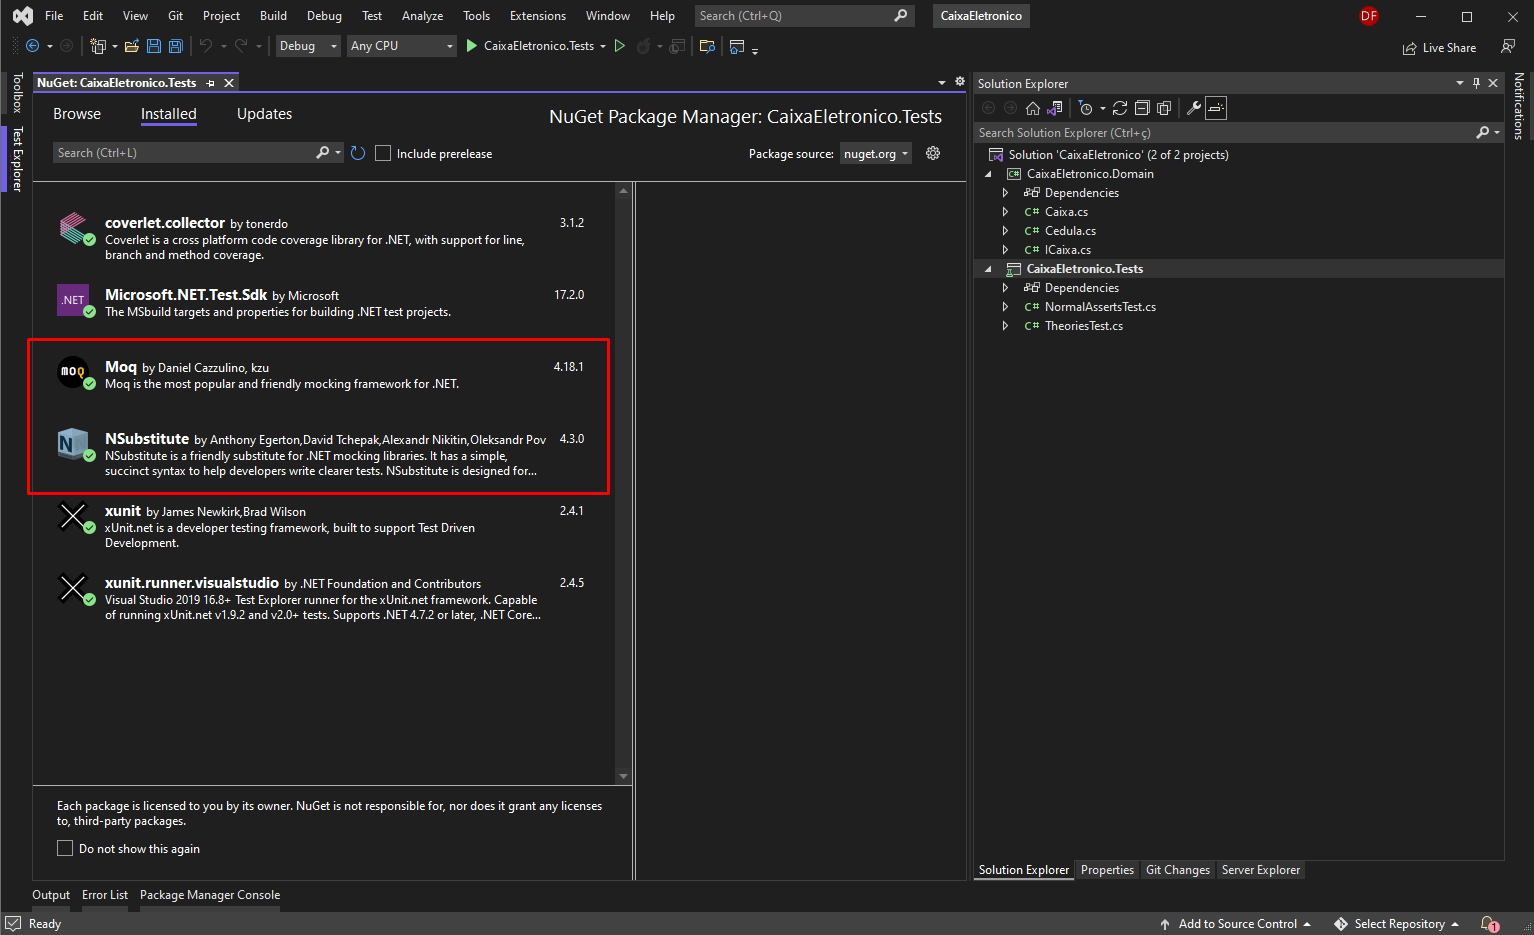 File Edit View Git Project Build Debug Test Analyze Tools Extensions Window Help Search (Ctrl+Q) CaixaEletronico DF
Debug Any CPU CaixaEletronico.Tests Live Share
Toolbox
Test Explorer
NuGet: CaixaEletronico.Tests
Browse Installed Updates NuGet Package Manager: CaixaEletronico.Tests
Search (Ctrl+L) Include prerelease Package source: nuget.org
coverlet.collector by tonerdo 3.1.2
Coverlet is a cross platform code coverage library for .NET, with support for line,
branch and method coverage.
.NET
Microsoft.NET.Test.Sdk by Microsoft 17.2.0
The MSbuild targets and properties for building .NET test projects.
MOQ
Moq by Daniel Cazzulino, kzu 4.18.1
Moq is the most popular and friendly mocking framework for .NET.
N
NSubstitute by Anthony Egerton,David Tchepak,Alexandr Nikitin,Oleksandr Pov 4.3.0
NSubstitute is a friendly substitute for .NET mocking libraries. It has a simple,
succinct syntax to help developers write clearer tests. NSubstitute is designed for...
xunit by James Newkirk,Brad Wilson 2.4.1
xUnit.net is a developer testing framework, built to support Test Driven
Development.
xunit.runner.visualstudio by .NET Foundation and Contributors 2.4.5
Visual Studio 2019 16.8+ Test Explorer runner for the xUnit.net framework. Capable
of running xUnit.net v1.9.2 and v2.0+ tests. Supports .NET 4.7.2 or later, .NET Core...
Each package is licensed to you by its owner. NuGet is not responsible for, nor does it grant any licenses
to, third-party packages.
Do not show this again
Solution Explorer
Search Solution Explorer (Ctrl+ç)
Solution 'CaixaEletronico' (2 of 2 projects)
C# CaixaEletronico.Domain
Dependencies
C# Caixa.cs
C# Cedula.cs
C# ICaixa.cs
CaixaEletronico.Tests
Dependencies
C# NormalAssertsTest.cs
C# TheoriesTest.cs
Notifications
Solution Explorer Properties Git Changes Server Explorer
Output Error List Package Manager Console
Ready Add to Source Control Select Repository 1